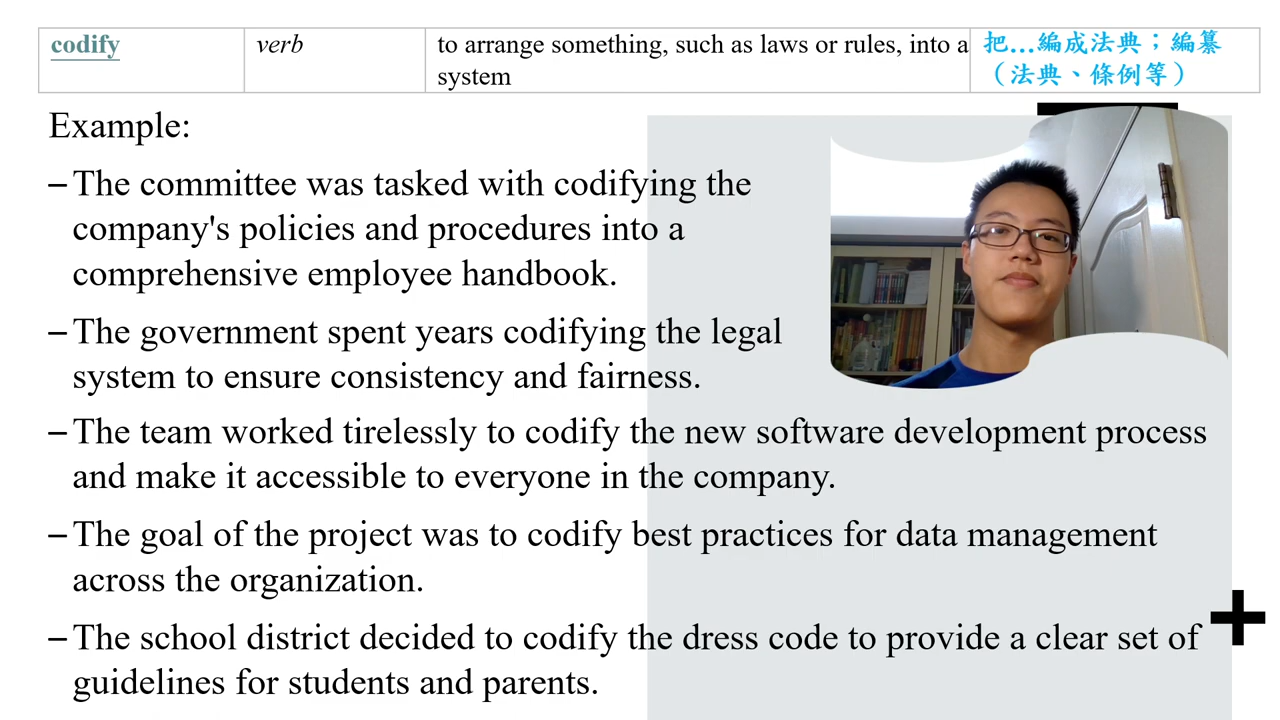 codify
verb
to arrange something, such as laws or rules, into a
system
把...編成法典；編纂
（法典、條例等）
Example:
– The committee was tasked with codifying the
company's policies and procedures into a
comprehensive employee handbook.
– The government spent years codifying the legal
system to ensure consistency and fairness.
– The team worked tirelessly to codify the new software development process
and make it accessible to everyone in the company.
– The goal of the project was to codify best practices for data management
across the organization.
– The school district decided to codify the dress code to provide a clear set of
guidelines for students and parents.